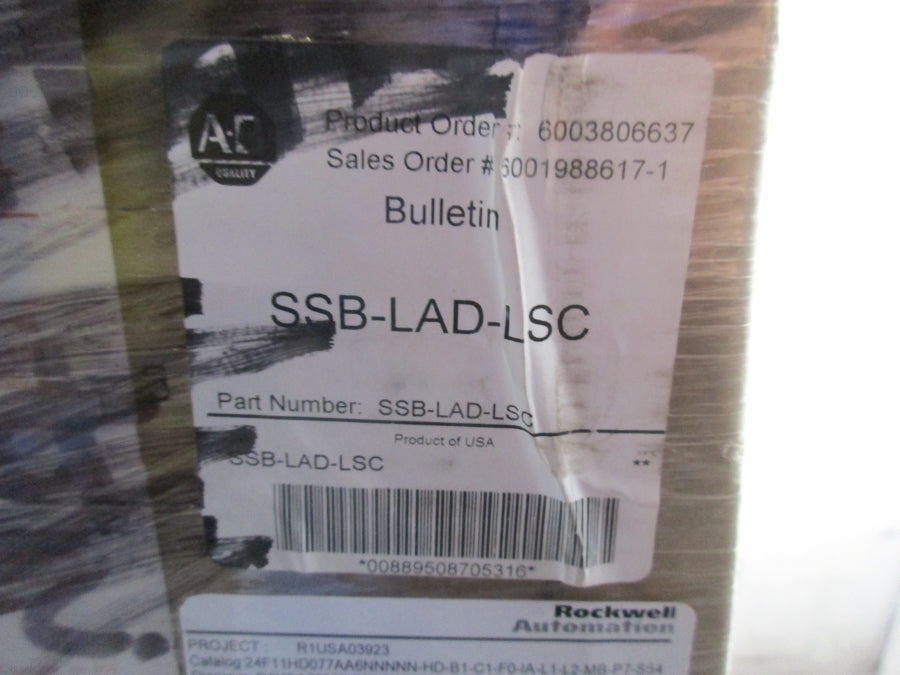 A·B
QUALITY
Product Order #: 6003806637
Sales Order # 6001988617-1
Bulletin
SSB-LAD-LSC
Part Number: SSB-LAD-LSC
Product of USA
SSB-LAD-LSC
**
*00889508705316*
Rockwell
Automation
PROJECT : R1USA03923
Catalog:24F11HD077AA6NNNNN-HD-B1-C1-F0-IA-L1-L2-MB-P7-S54